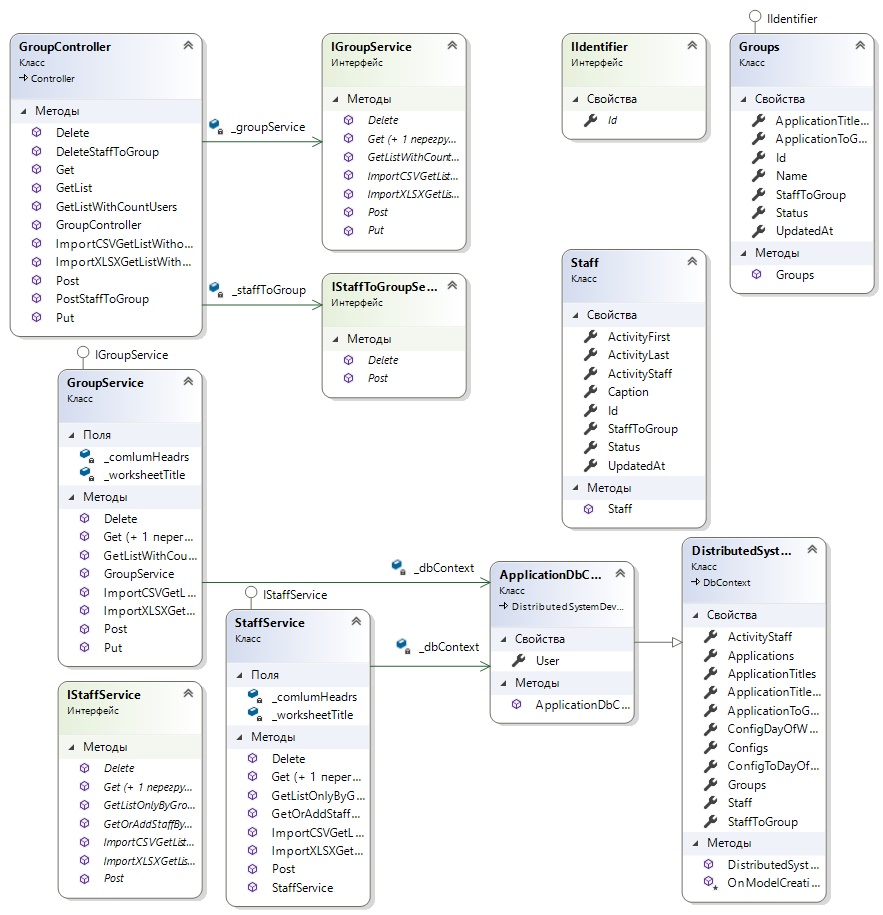 GroupController
Класс
→ Controller
Методы
Delete
DeleteStaffToGroup
Get
GetList
GetListWithCountUsers
GroupController
ImportCSVGetListWitho...
ImportXLSXGetListWith...
Post
PostStaffToGroup
Put
_groupService
_staffToGroup
IGroupService
Интерфейс
Методы
Delete
Get (+ 1 перегру...
GetListWithCount...
ImportCSVGetList...
ImportXLSXGetLis...
Post
Put
IStaffToGroupSe...
Интерфейс
Методы
Delete
Post
IIdentifier
Интерфейс
Свойства
Id
IIdentifier
Groups
Класс
Свойства
ApplicationTitle...
ApplicationToG...
Id
Name
StaffToGroup
Status
UpdatedAt
Методы
Groups
Staff
Класс
Свойства
ActivityFirst
ActivityLast
ActivityStaff
Caption
Id
StaffToGroup
Status
UpdatedAt
Методы
Staff
IGroupService
GroupService
Класс
Поля
_comlumHeadrs
_worksheetTitle
Методы
Delete
Get (+ 1 перег...
GetListWithCou...
GroupService
ImportCSVGetL...
ImportXLSXGet...
Post
Put
_dbContext
IStaffService
StaffService
Класс
Поля
_comlumHeadrs
_worksheetTitle
Методы
Delete
Get (+ 1 перег...
GetListOnlyByG...
GetOrAddStaff...
ImportCSVGetL...
ImportXLSXGet...
Post
StaffService
_dbContext
IStaffService
Интерфейс
Методы
Delete
Get (+ 1 перегру...
GetListOnlyByGro...
GetOrAddStaffBy...
ImportCSVGetList...
ImportXLSXGetLis...
Post
ApplicationDbC...
Класс
→ DistributedSystemDev...
Свойства
User
Методы
ApplicationDbC...
DistributedSyst...
Класс
→ DbContext
Свойства
ActivityStaff
Applications
ApplicationTitles
ApplicationTitle...
ApplicationToG...
ConfigDayOfW...
Configs
ConfigToDayOf...
Groups
Staff
StaffToGroup
Методы
DistributedSyst...
OnModelCreati...